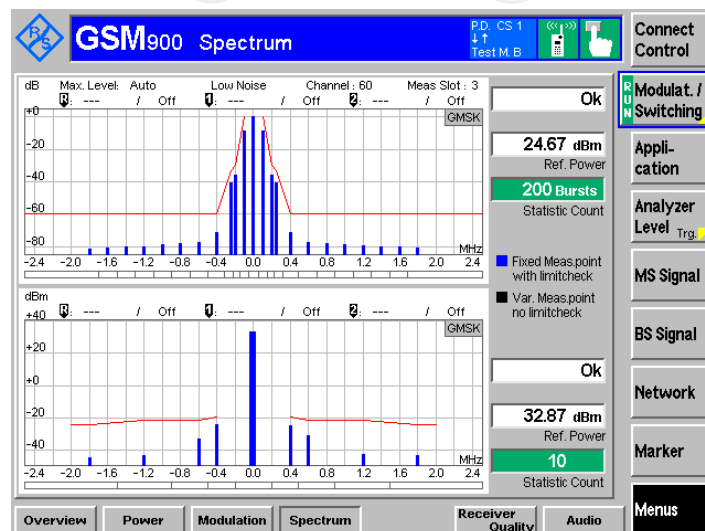 R&S
GSM900 Spectrum
P.D. CS 1
↓↑
Test M. B
Connect
Control
dB Max. Level: Auto Low Noise Channel : 60 Meas Slot : 3
R: --- / Off 1: --- / Off 2: --- / Off
+0
-20
-40
-60
-80
GMSK
MHz
-2.4 -2.0 -1.6 -1.2 -0.8 -0.4 0.0 0.4 0.8 1.2 1.6 2.0 2.4
Ok
24.67 dBm
Ref. Power
200 Bursts
Statistic Count
Fixed Meas.point
with limitcheck
Var. Meas.point
no limitcheck
dBm
R: --- / Off 1: --- / Off 2: --- / Off
+40
+20
+0
-20
-40
GMSK
MHz
-2.4 -2.0 -1.6 -1.2 -0.8 -0.4 0.0 0.4 0.8 1.2 1.6 2.0 2.4
Ok
32.87 dBm
Ref. Power
10
Statistic Count
RUN
Modulat. /
Switching
Appli-
cation
Analyzer
Level Trg.
MS Signal
BS Signal
Network
Marker
Menus
Overview
Power
Modulation
Spectrum
Receiver
Quality
Audio